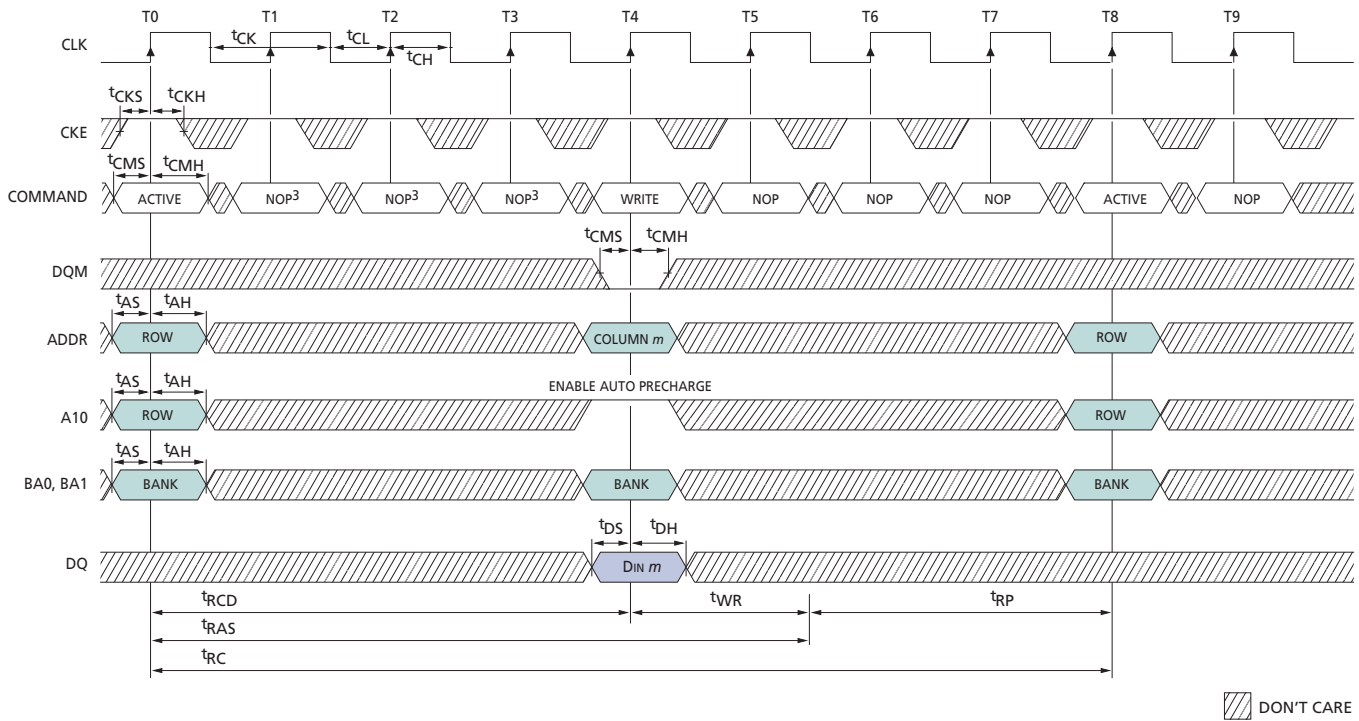 T0 T1 T2 T3 T4 T5 T6 T7 T8 T9
CLK
tCK tCL
tCH
tCKS tCKH
CKE
tCMS tCMH
COMMAND ACTIVE NOP3 NOP3 NOP3 WRITE NOP NOP NOP ACTIVE NOP
tCMS tCMH
DQM
tAS tAH
ADDR ROW COLUMN m ROW
ENABLE AUTO PRECHARGE
tAS tAH
A10 ROW ROW
tAS tAH
BA0, BA1 BANK BANK BANK
tDS tDH
DQ DIN m
tRCD tWR tRP
tRAS
tRC
DON'T CARE